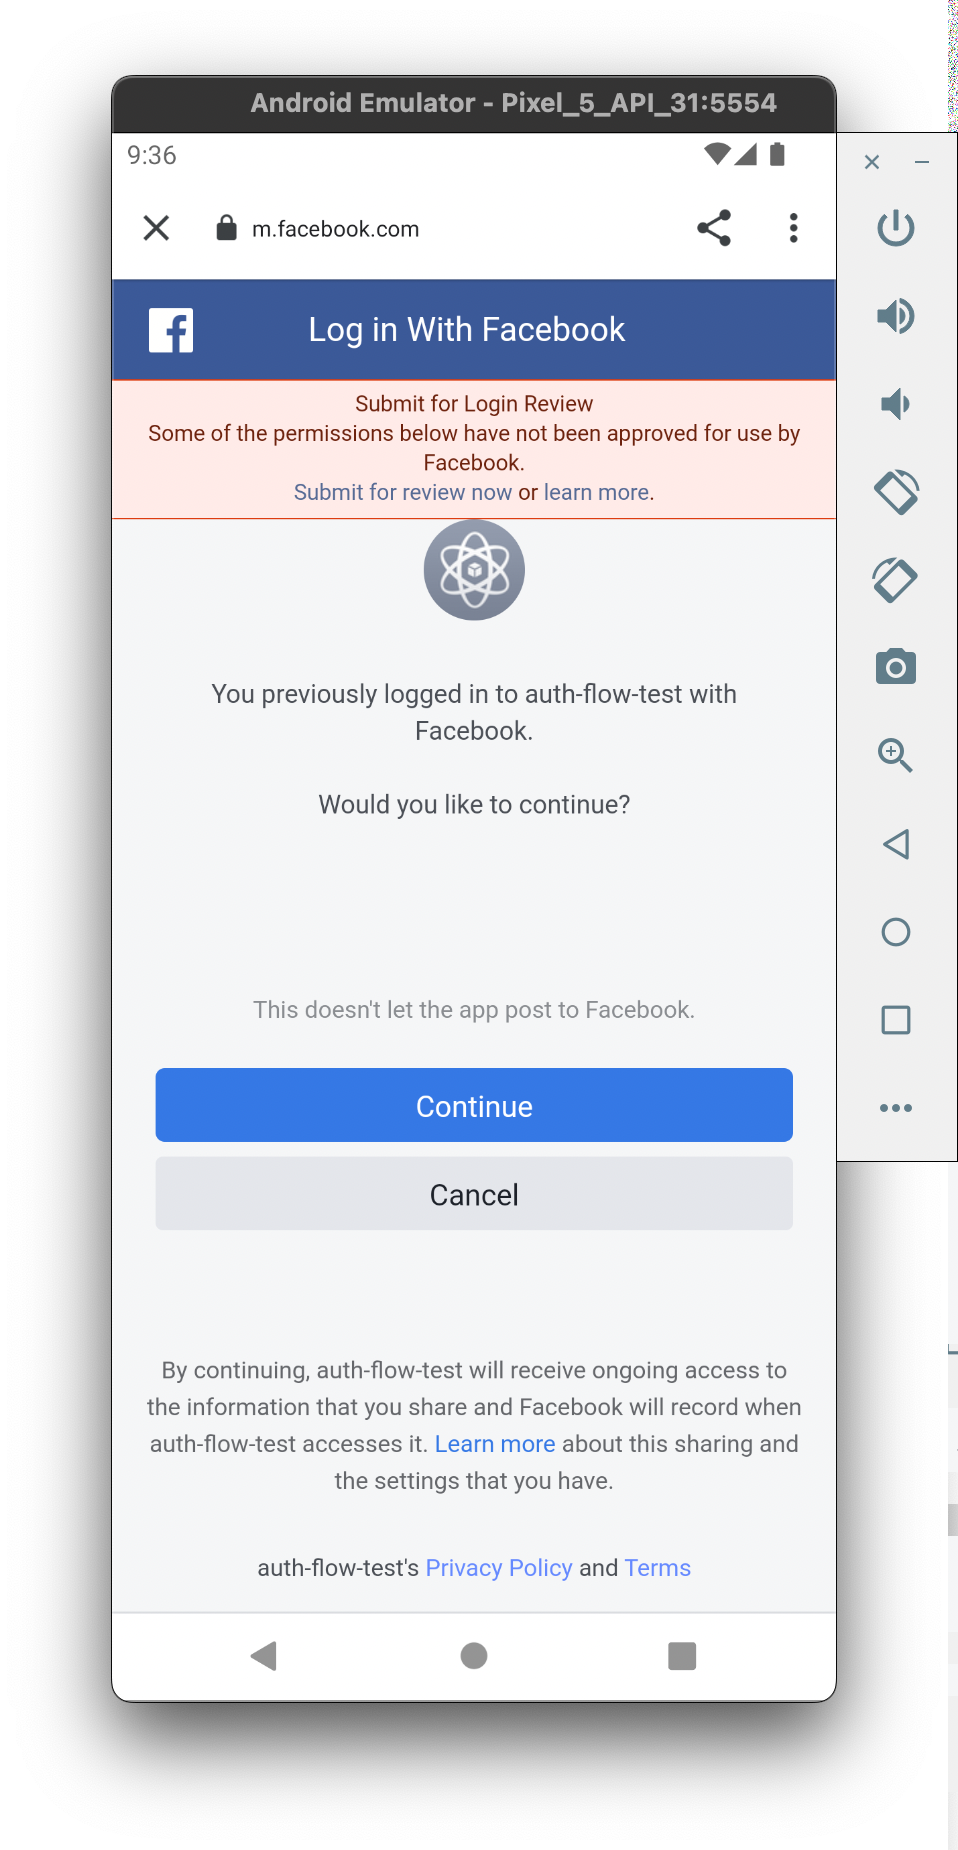 Android Emulator - Pixel_5_API_31:5554
9:36
m.facebook.com
Log in With Facebook
Submit for Login Review
Some of the permissions below have not been approved for use by
Facebook.
Submit for review now or learn more.
You previously logged in to auth-flow-test with
Facebook.
Would you like to continue?
This doesn't let the app post to Facebook.
Continue
Cancel
By continuing, auth-flow-test will receive ongoing access to
the information that you share and Facebook will record when
auth-flow-test accesses it. Learn more about this sharing and
the settings that you have.
auth-flow-test's Privacy Policy and Terms